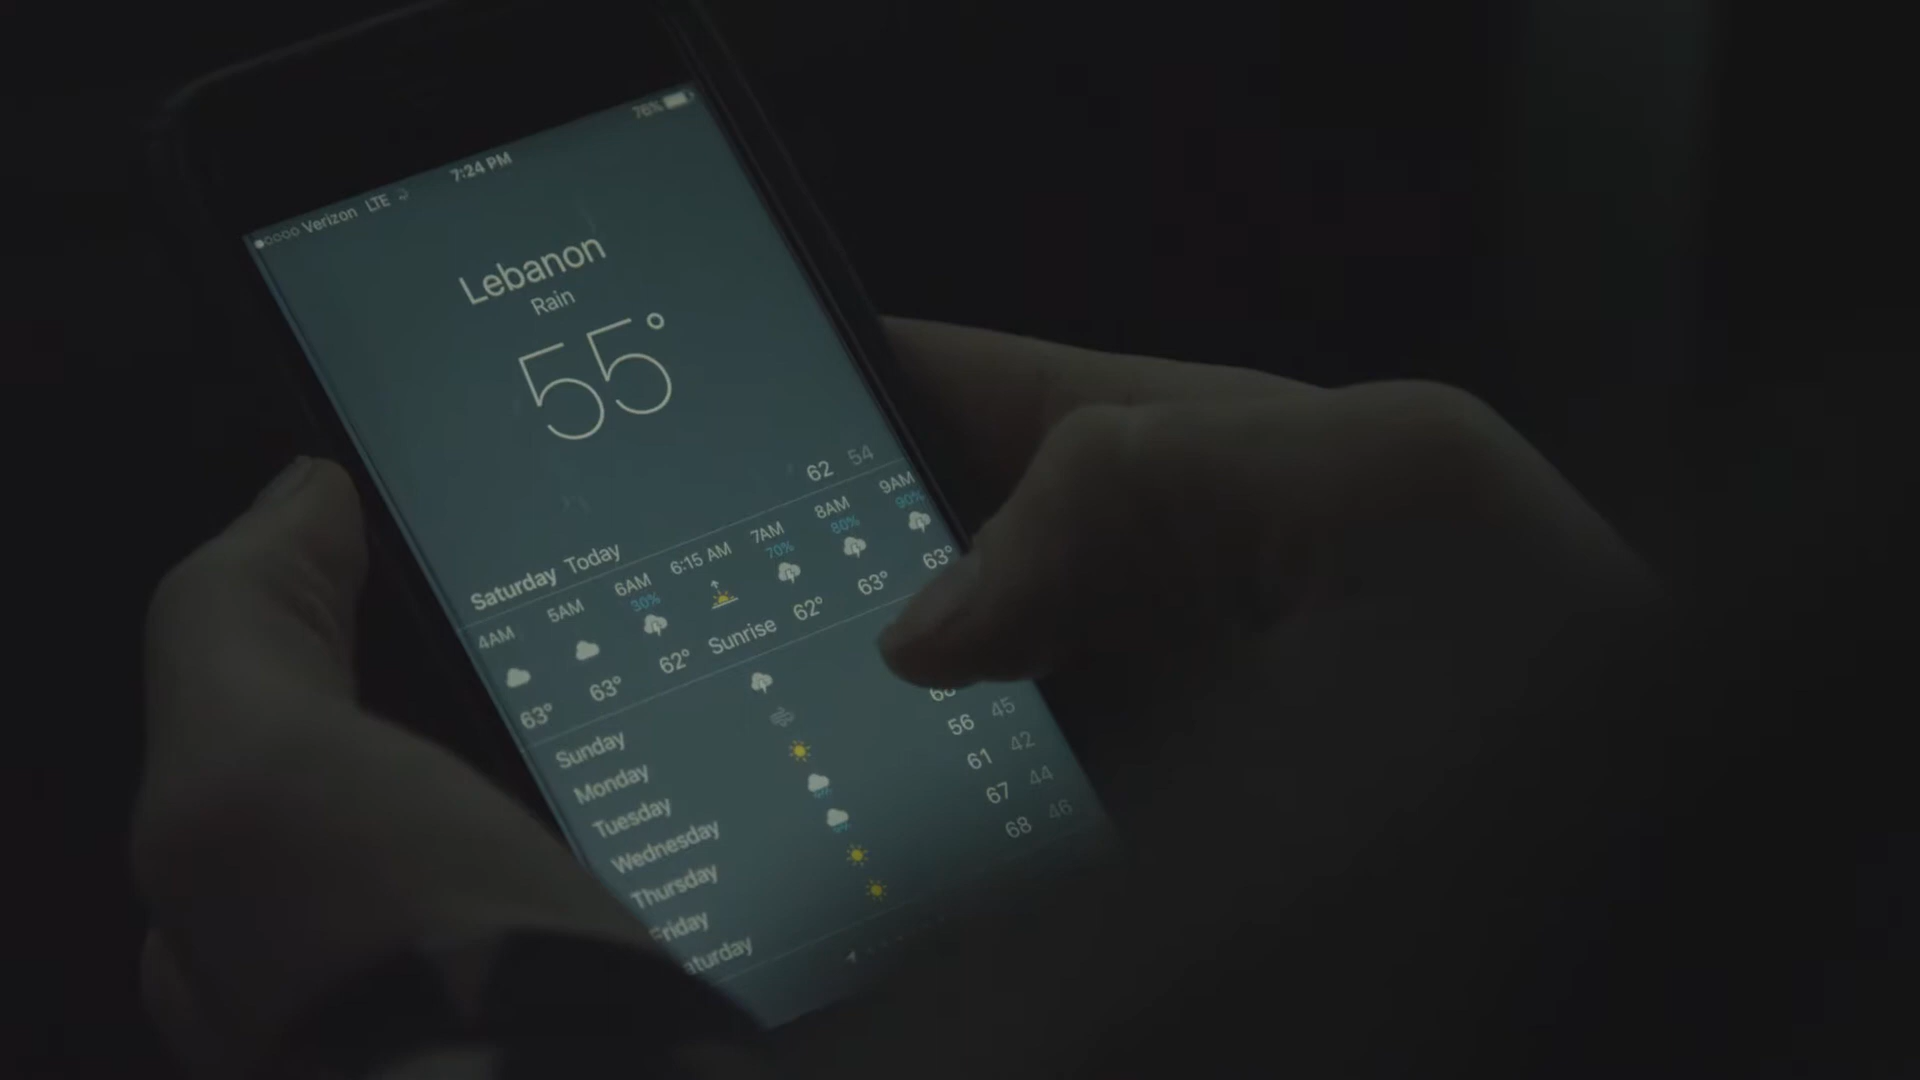 Verizon LTE 7:24 PM 76%
Lebanon
Rain
55°
Saturday Today 62 54
4AM 5AM 6AM 6:15 AM 7AM 8AM 9AM
30% 70% 80% 90%
63° 63° 62° Sunrise 62° 63° 63°
Sunday
Monday 56 45
Tuesday 61 42
Wednesday 67 44
Thursday 68 46
Friday
aturday